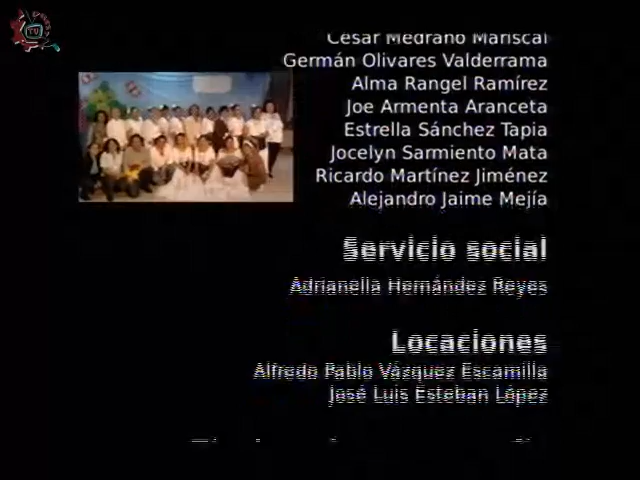 TV
César Medrano Mariscal
Germán Olivares Valderrama
Alma Rangel Ramírez
Joe Armenta Aranceta
Estrella Sánchez Tapia
Jocelyn Sarmiento Mata
Ricardo Martínez Jiménez
Alejandro Jaime Mejía
Servicio social
Adrianella Hernández Reyes
Locaciones
Alfredo Pablo Vázquez Escamilla
José Luis Esteban López